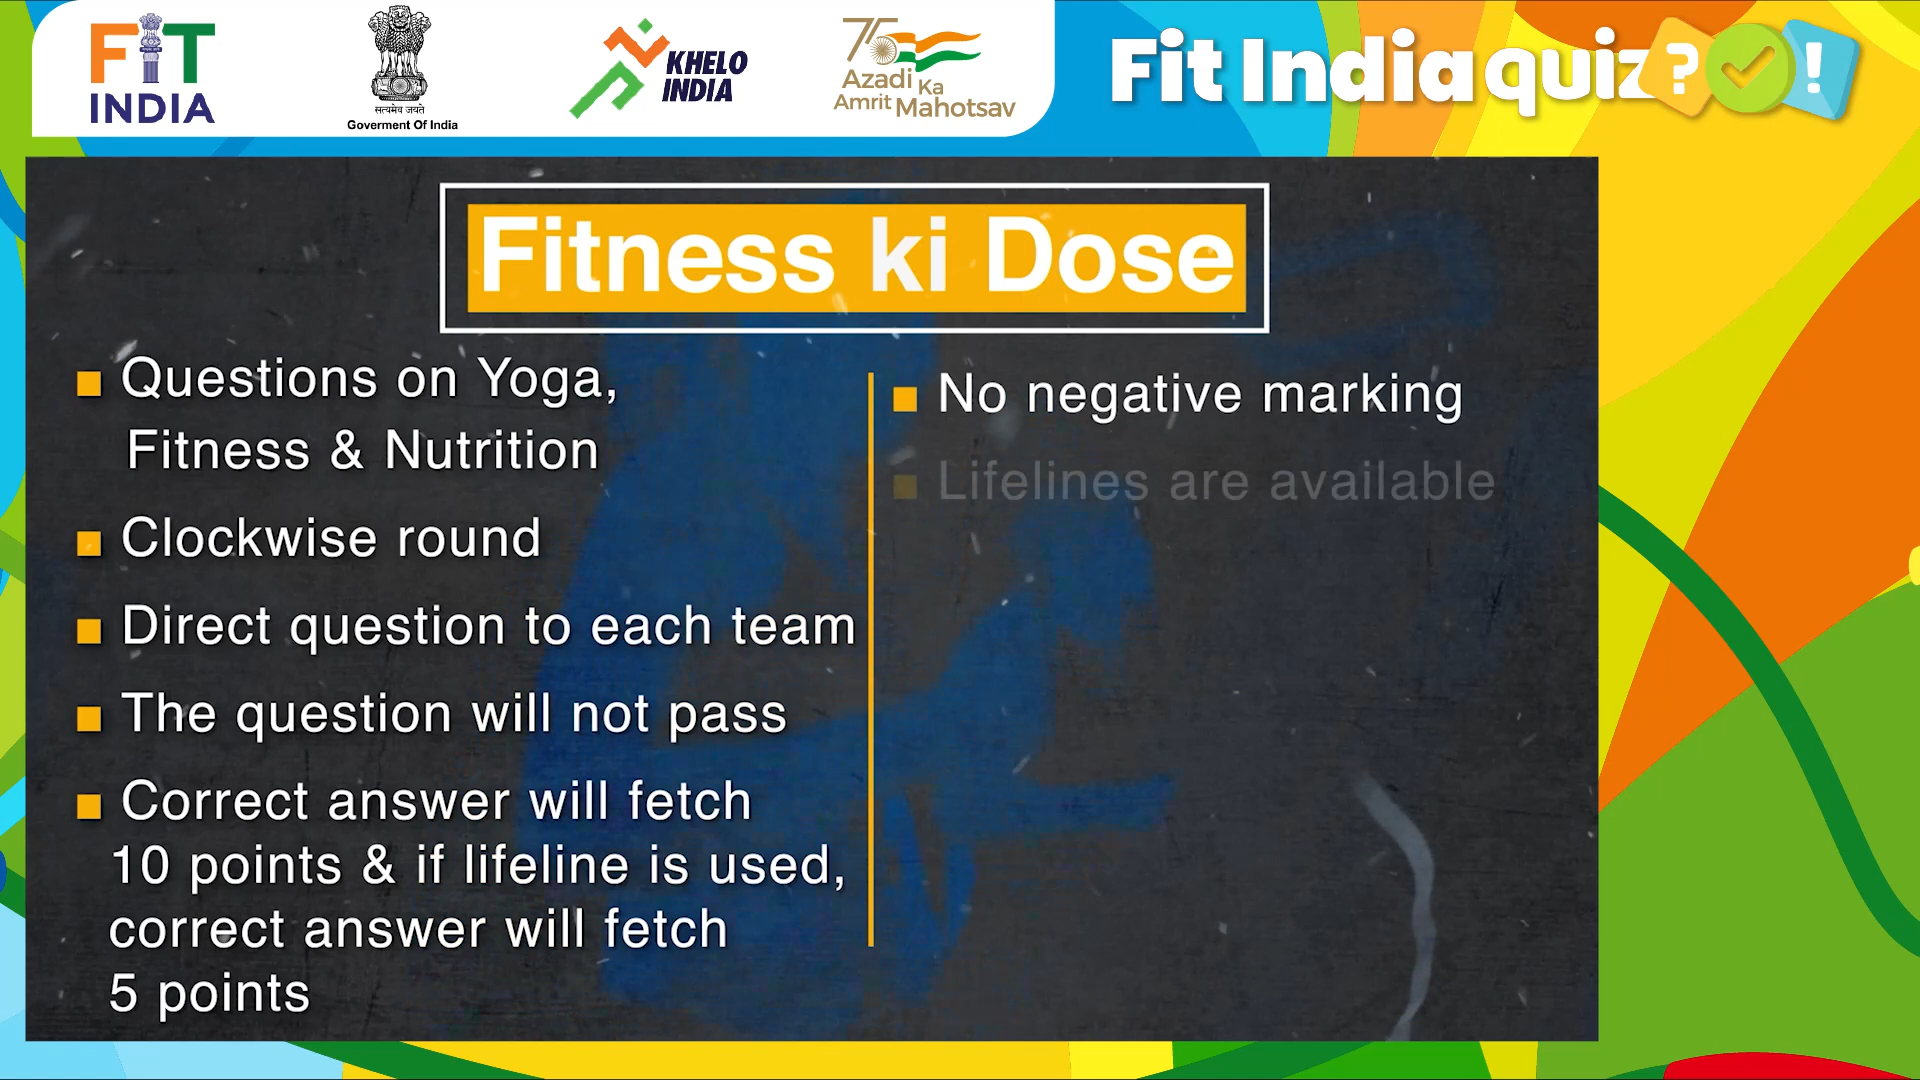 FIT
INDIA
सत्यमेव जयते
Goverment Of India
KHELO
INDIA
75
Azadi
Ka
Amrit
Mahotsav
Fit India quiz?!
Fitness ki Dose
Questions on Yoga,
Fitness & Nutrition
Clockwise round
Direct question to each team
The question will not pass
Correct answer will fetch
10 points & if lifeline is used,
correct answer will fetch
5 points
No negative marking
Lifelines are available